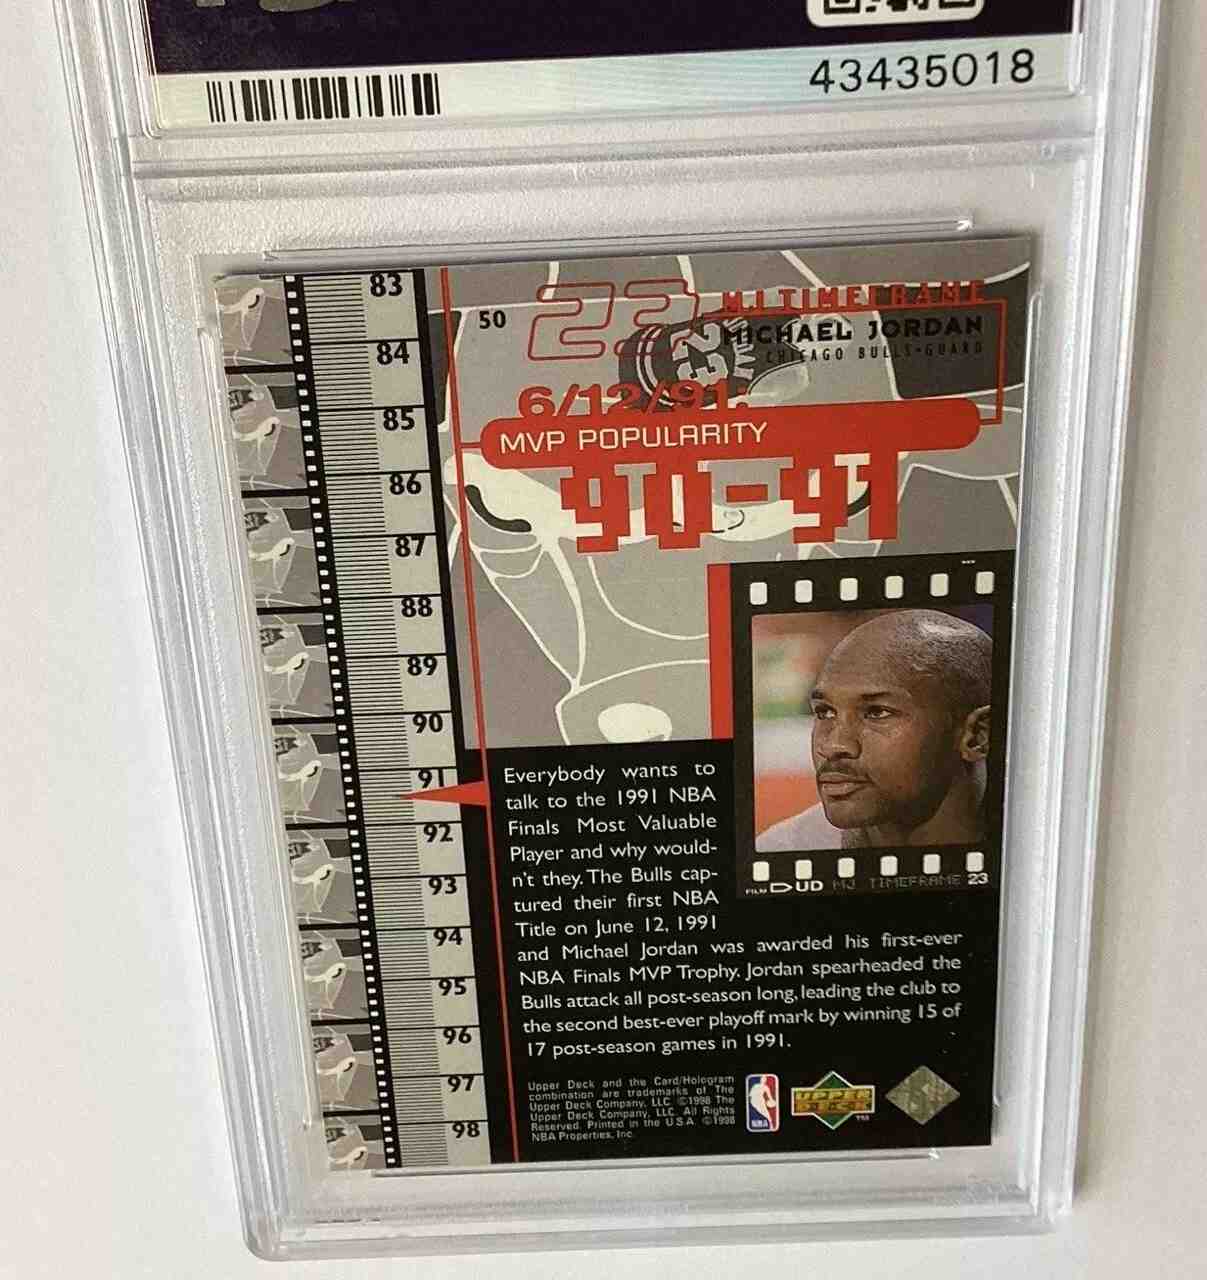 43435018
83
84
85
86
87
88
89
90
91
92
93
94
95
96
97
98
50
23
MJ TIMEFRAME
MICHAEL JORDAN
CHICAGO BULLS•GUARD
6/12/91:
MVP POPULARITY
90-91
Everybody wants to
talk to the 1991 NBA
Finals Most Valuable
Player and why would-
n't they. The Bulls cap-
tured their first NBA
Title on June 12, 1991
and Michael Jordan was awarded his first-ever
NBA Finals MVP Trophy. Jordan spearheaded the
Bulls attack all post-season long, leading the club to
the second best-ever playoff mark by winning 15 of
17 post-season games in 1991.
FILM DUD MJ TIMEFRAME 23
Upper Deck and the Card/Hologram
combination are trademarks of The
Upper Deck Company, LLC. ©1998 The
Upper Deck Company, LLC. All Rights
Reserved. Printed in the U.S.A. ©1998
NBA Properties, Inc.
NBA
UPPER
DECK
TM